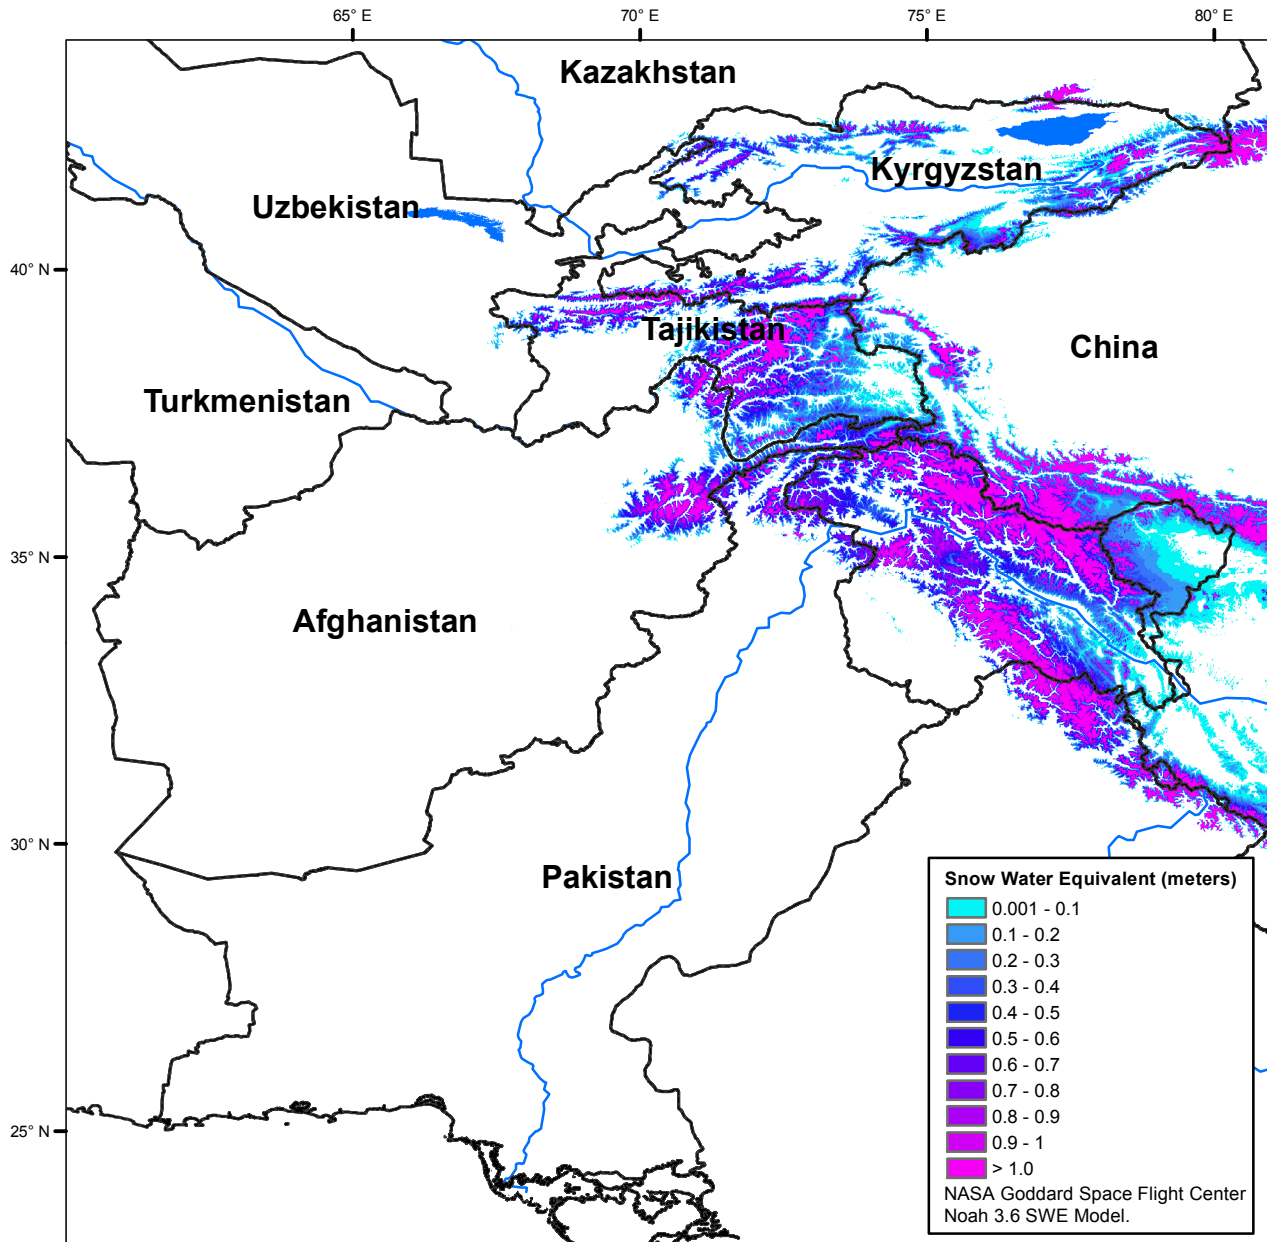 65° E
70° E
75° E
80° E
Kazakhstan
Kyrgyzstan
Uzbekistan
40° N
Tajikistan
China
Turkmenistan
35° N
Afghanistan
30° N
Pakistan
25° N
Snow Water Equivalent (meters)
0.001 - 0.1
0.1 - 0.2
0.2 - 0.3
0.3 - 0.4
0.4 - 0.5
0.5 - 0.6
0.6 - 0.7
0.7 - 0.8
0.8 - 0.9
0.9 - 1
> 1.0
NASA Goddard Space Flight Center
Noah 3.6 SWE Model.